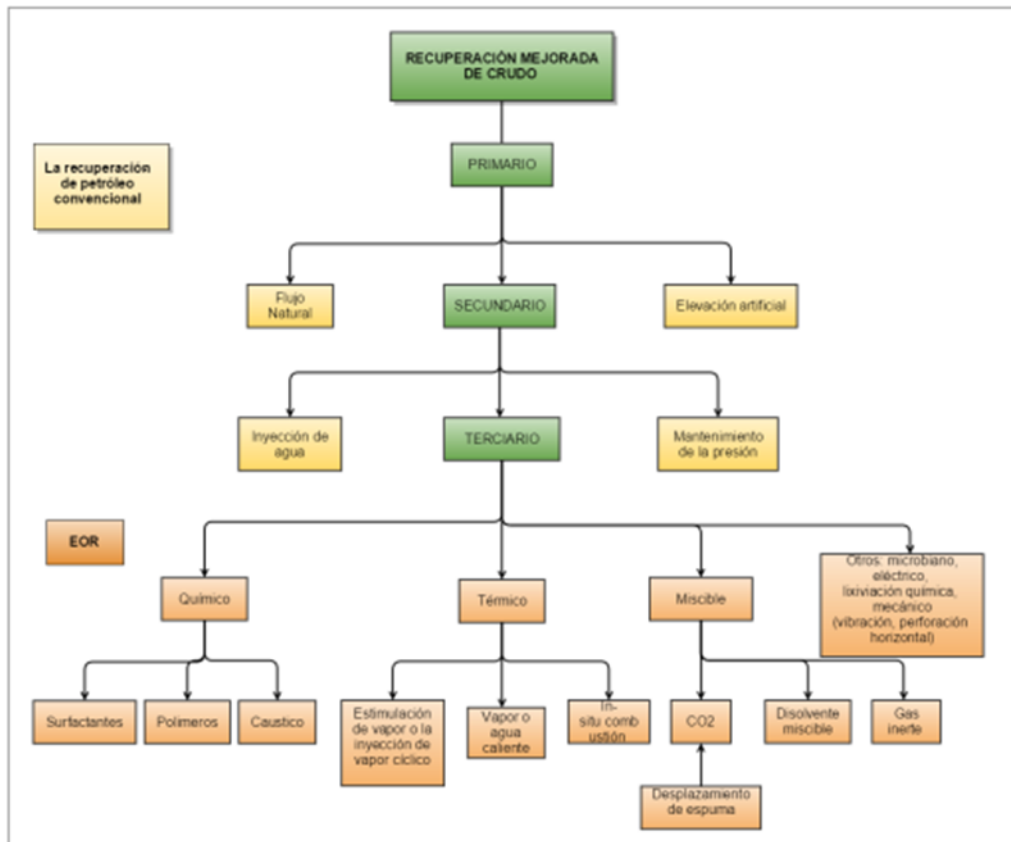 RECUPERACIÓN MEJORADA
DE CRUDO
PRIMARIO
La recuperación
de petróleo
convencional
Flujo
Natural
SECUNDARIO
Elevación artificial
Inyección de
agua
TERCIARIO
Mantenimiento
de la presión
EOR
Químico
Térmico
Miscible
Otros: microbiano,
eléctrico,
lixiviación química,
mecánico
(vibración, perforación
horizontal)
Surfactantes
Polimeros
Caustico
Estimulación
de vapor o la
inyección de
vapor cíclico
Vapor o
agua
caliente
In-
situ comb
ustión
CO2
Disolvente
miscible
Gas
inerte
Desplazamiento
de espuma